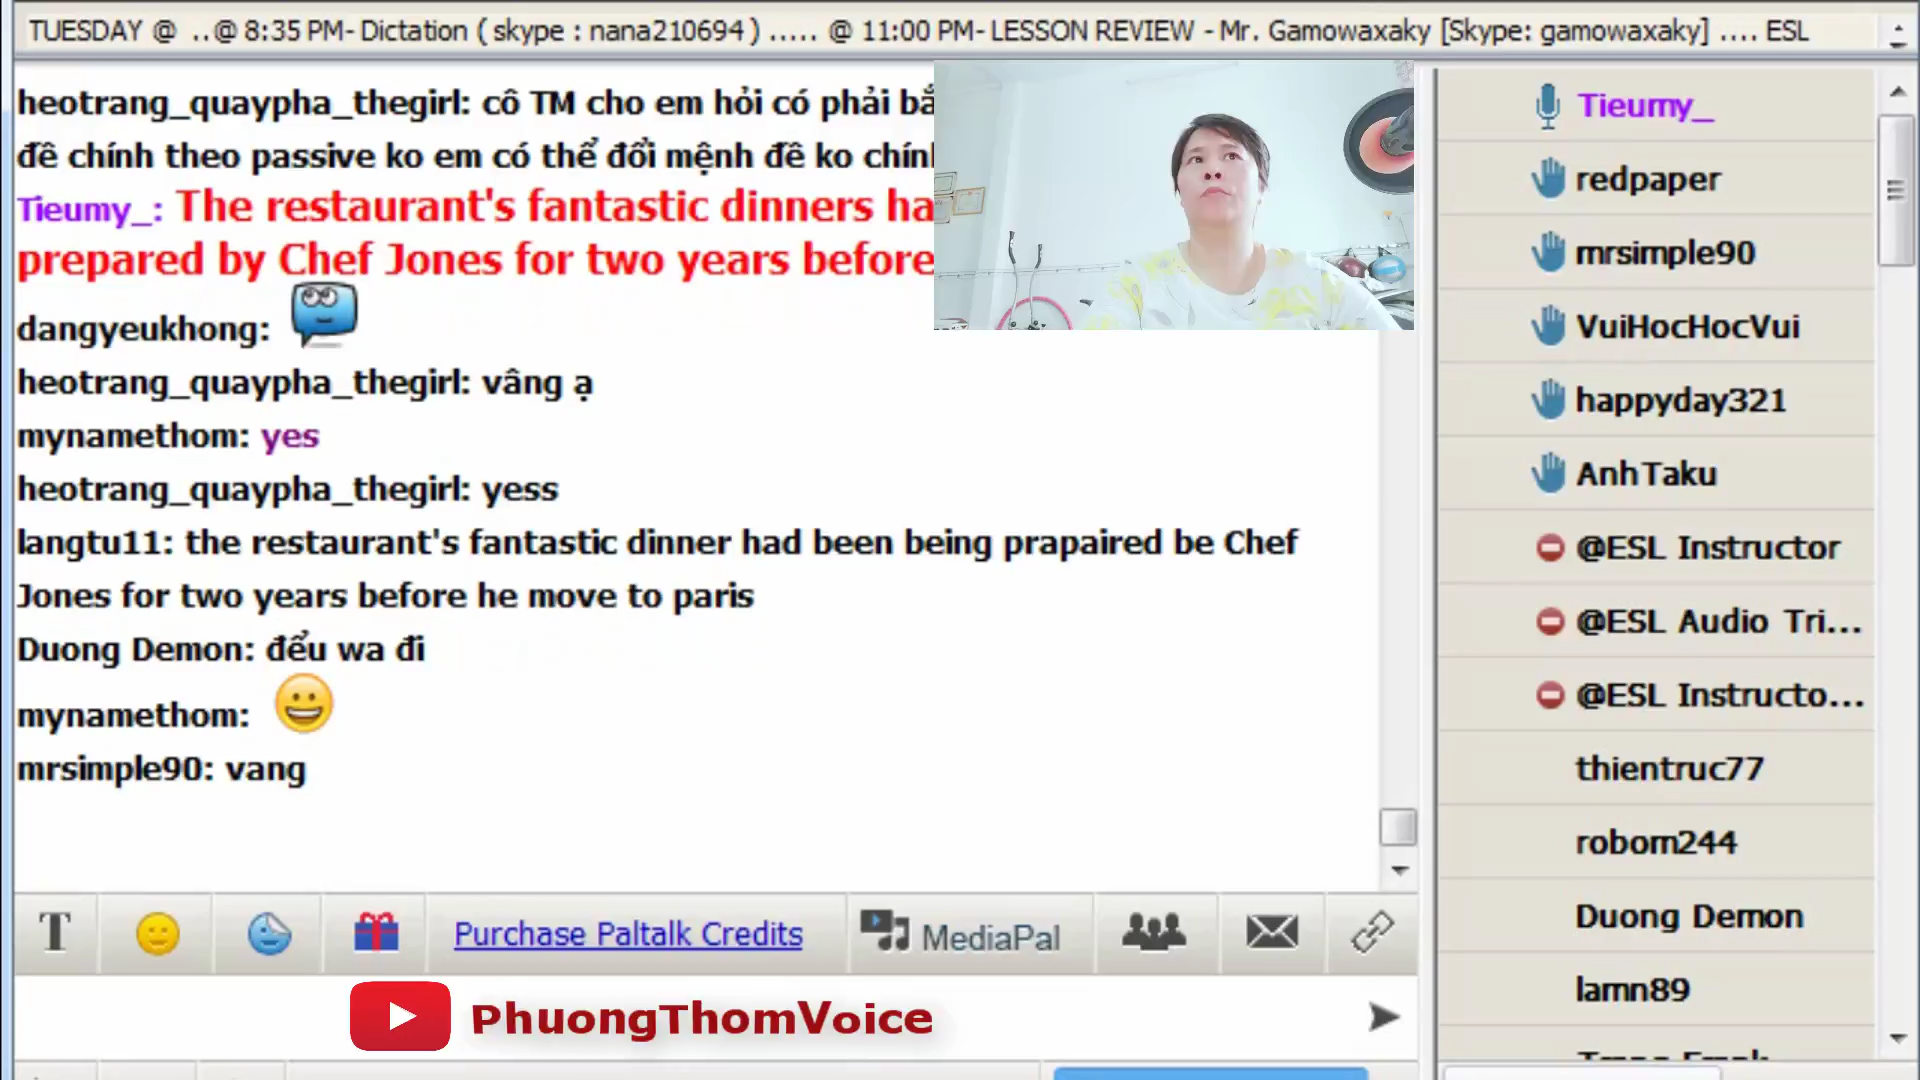 TUESDAY @ ..@ 8:35 PM- Dictation ( skype : nana210694 ) ..... @ 11:00 PM- LESSON REVIEW - Mr. Gamowaxaky [Skype: gamowaxaky] .... ESL
heotrang_quaypha_thegirl: cô TM cho em hỏi có phải
đề chính theo passive ko em có thể đổi mệnh đề ko
Tieumy_: The restaurant's fantastic dinners
prepared by Chef Jones for two years before
dangyeukhong:
heotrang_quaypha_thegirl: vâng ạ
mynamethom: yes
heotrang_quaypha_thegirl: yess
langtu11: the restaurant's fantastic dinner had been being prapaired be Chef
Jones for two years before he move to paris
Duong Demon: đểu wa đi
mynamethom:
mrsimple90: vang
Purchase Paltalk Credits
MediaPal
PhuongThomVoice
Tieumy_
redpaper
mrsimple90
VuiHocHocVui
happyday321
AnhTaku
@ESL Instructor
@ESL Audio Tri...
@ESL Instructo...
thientruc77
robom244
Duong Demon
lamn89